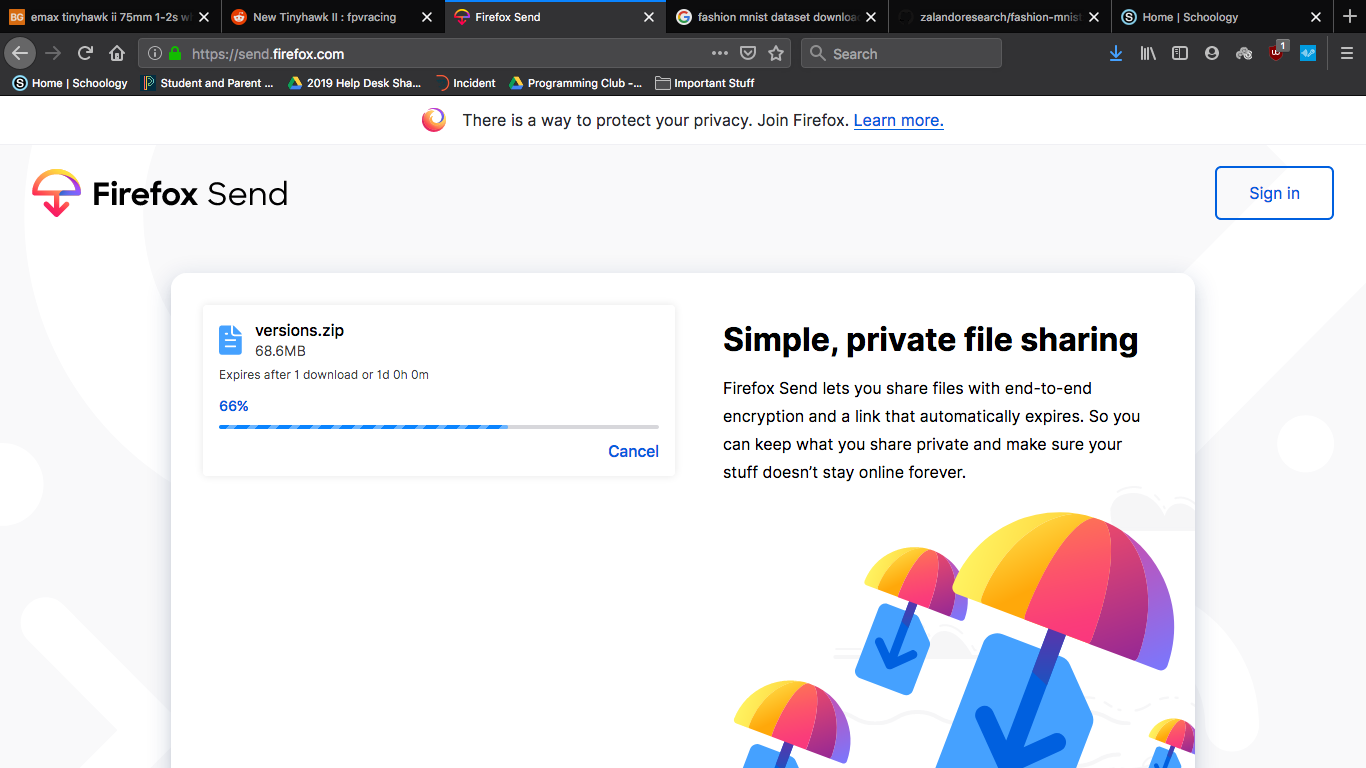 emax tinyhawk ii 75mm 1-2s w
New Tinyhawk II : fpvracing
Firefox Send
fashion mnist dataset downloa
zalandoresearch/fashion-mnist
Home | Schoology
https://send.firefox.com
Search
1
Home | Schoology
Student and Parent ...
2019 Help Desk Sha...
Incident
Programming Club -...
Important Stuff
There is a way to protect your privacy. Join Firefox. Learn more.
Firefox Send
Sign in
versions.zip
68.6MB
Expires after 1 download or 1d 0h 0m
66%
Cancel
Simple, private file sharing
Firefox Send lets you share files with end-to-end
encryption and a link that automatically expires. So you
can keep what you share private and make sure your
stuff doesn’t stay online forever.